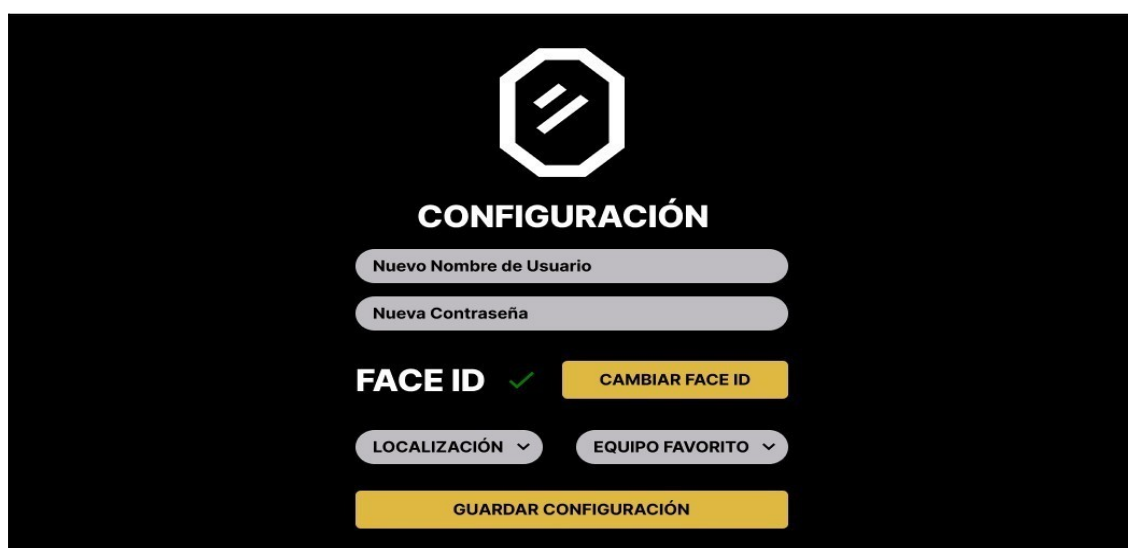 CONFIGURACIÓN
Nuevo Nombre de Usuario
Nueva Contraseña
FACE ID CAMBIAR FACE ID
LOCALIZACIÓN EQUIPO FAVORITO
GUARDAR CONFIGURACIÓN